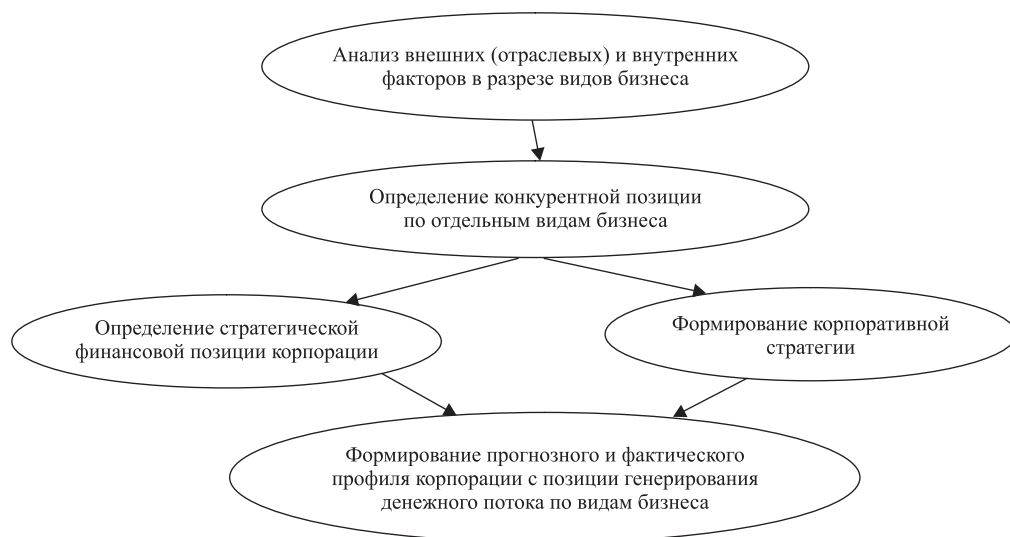 Анализ внешних (отраслевых) и внутренних
факторов в разрезе видов бизнеса
Определение конкурентной позиции
по отдельным видам бизнеса
Определение стратегической
финансовой позиции корпорации
Формирование корпоративной
стратегии
Формирование прогнозного и фактического
профиля корпорации с позиции генерирования
денежного потока по видам бизнеса